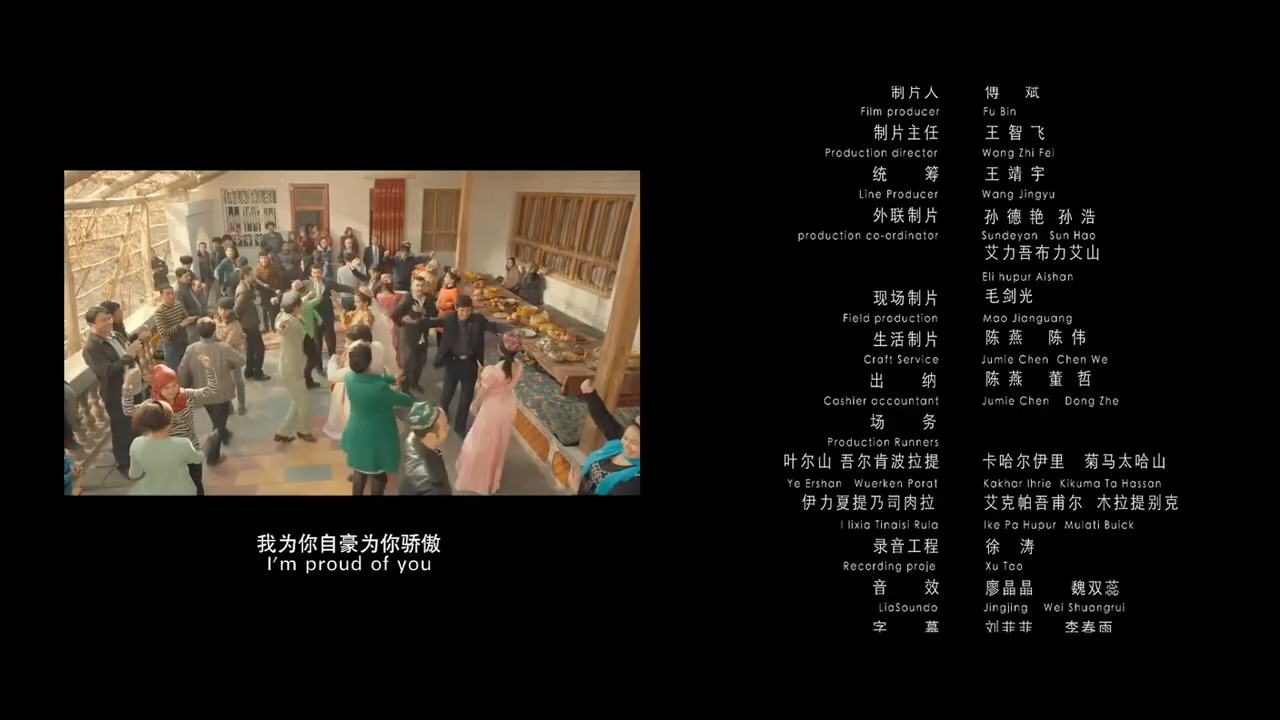 制片人 傅 斌
Film producer Fu Bin
制片主任 王 智 飞
Production director Wang Zhi Fei
统 筹 王 靖 宇
Line Producer Wang Jingyu
外联制片 孙 德 艳 孙 浩
production co-ordinator Sundeyan Sun Hao
艾力吾布力艾山
Eli hupur Aishan
现场制片 毛剑光
Field production Mao Jianguang
生活制片 陈 燕 陈 伟
Craft Service Jumie Chen Chen We
出 纳 陈 燕 董 哲
Cashier accountant Jumie Chen Dong Zhe
场 务
Production Runners
叶尔山 吾尔肯波拉提 卡哈尔伊里 菊马太哈山
Ye Ershan Wuerken Porat Kakhar Ihrie Kikuma Ta Hassan
伊力夏提乃司肉拉 艾克帕吾甫尔 木拉提别克
I lixia Tinaisi Rula Ike Pa Hupur Mulati Buick
录音工程 徐 涛
Recording proje Xu Tao
音 效 廖晶晶 魏双蕊
LiaSoundo Jingjing Wei Shuangrui
字 幕 刘菲菲 李春雨
我为你自豪为你骄傲
I'm proud of you